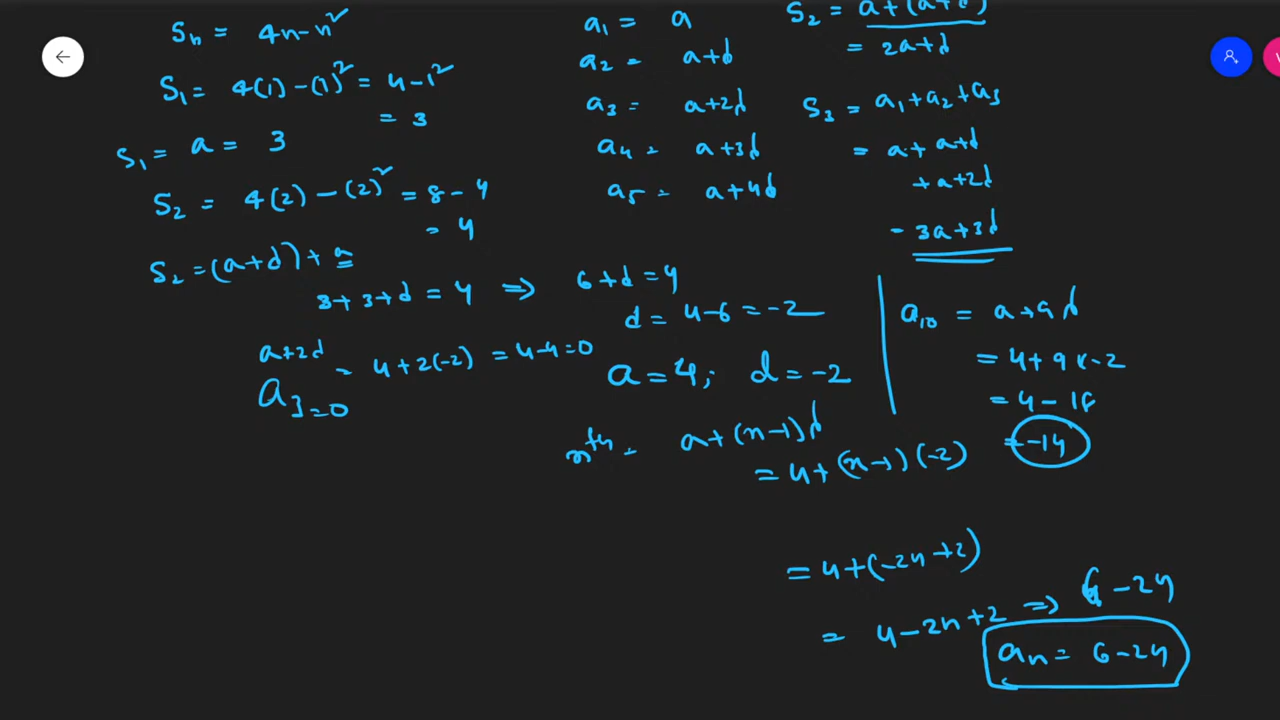 Sn = 4n-n²
S1 = 4(1) -(1)² = 4-1²
= 3
S1 = a = 3
S2 = 4(2) - (2)² = 8 - 4
= 4
S2 = (a+d) + a
3+3+d = 4 ⇒ 6+d = 4
d = 4-6 = -2
a+2d
a3=0 = 4+2(-2) = 4-4=0
a = 4; d = -2
nth = a+(n-1)d
= 4+(n-1)(-2)
= 4+(-2n+2)
= 4-2n+2 ⇒ 6-2n
an = 6-2n
a1 = a
a2 = a+d
a3 = a+2d
a4 = a+3d
a5 = a+4d
S2 = a+(a+d)
= 2a+d
S3 = a1+a2+a3
= a+ a+d
+a+2d
= 3a+3d
a10 = a+9d
= 4+9x-2
= 4-18
= -14